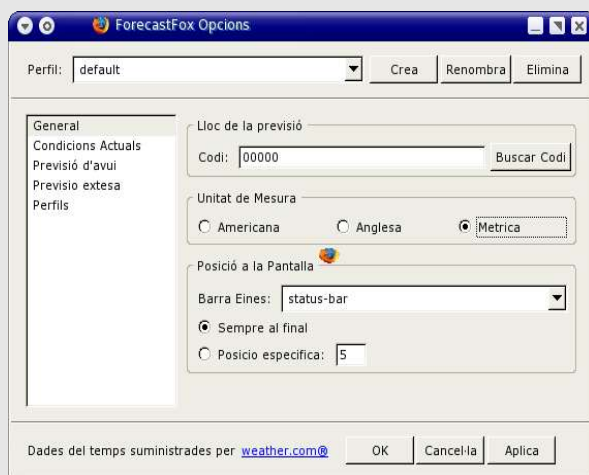 ForecastFox Opcions
Perfil: default Crea Renombra Elimina
General
Condicions Actuals
Previsió d'avui
Previsio extesa
Perfils
Lloc de la previsió
Codi: 00000 Buscar Codi
Unitat de Mesura
Americana Anglesa Metrica
Posició a la Pantalla
Barra Eines: status-bar
Sempre al final
Posicio especifica: 5
Dades del temps suministrades per weather.com® OK Cancel·la Aplica